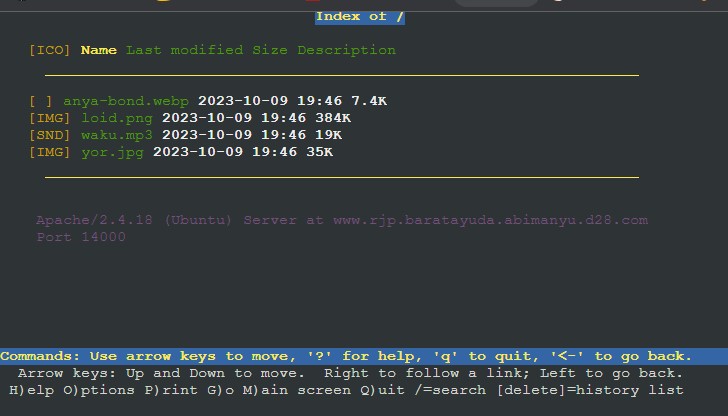 Index of /
[ICO] Name Last modified Size Description
[ ] anya-bond.webp 2023-10-09 19:46 7.4K
[IMG] loid.png 2023-10-09 19:46 384K
[SND] waku.mp3 2023-10-09 19:46 19K
[IMG] yor.jpg 2023-10-09 19:46 35K
Apache/2.4.18 (Ubuntu) Server at www.rjp.baratayuda.abimanyu.d28.com
Port 14000
Commands: Use arrow keys to move, '?' for help, 'q' to quit, '<-' to go back.
Arrow keys: Up and Down to move. Right to follow a link; Left to go back.
H)elp O)ptions P)rint G)o M)ain screen Q)uit /=search [delete]=history list